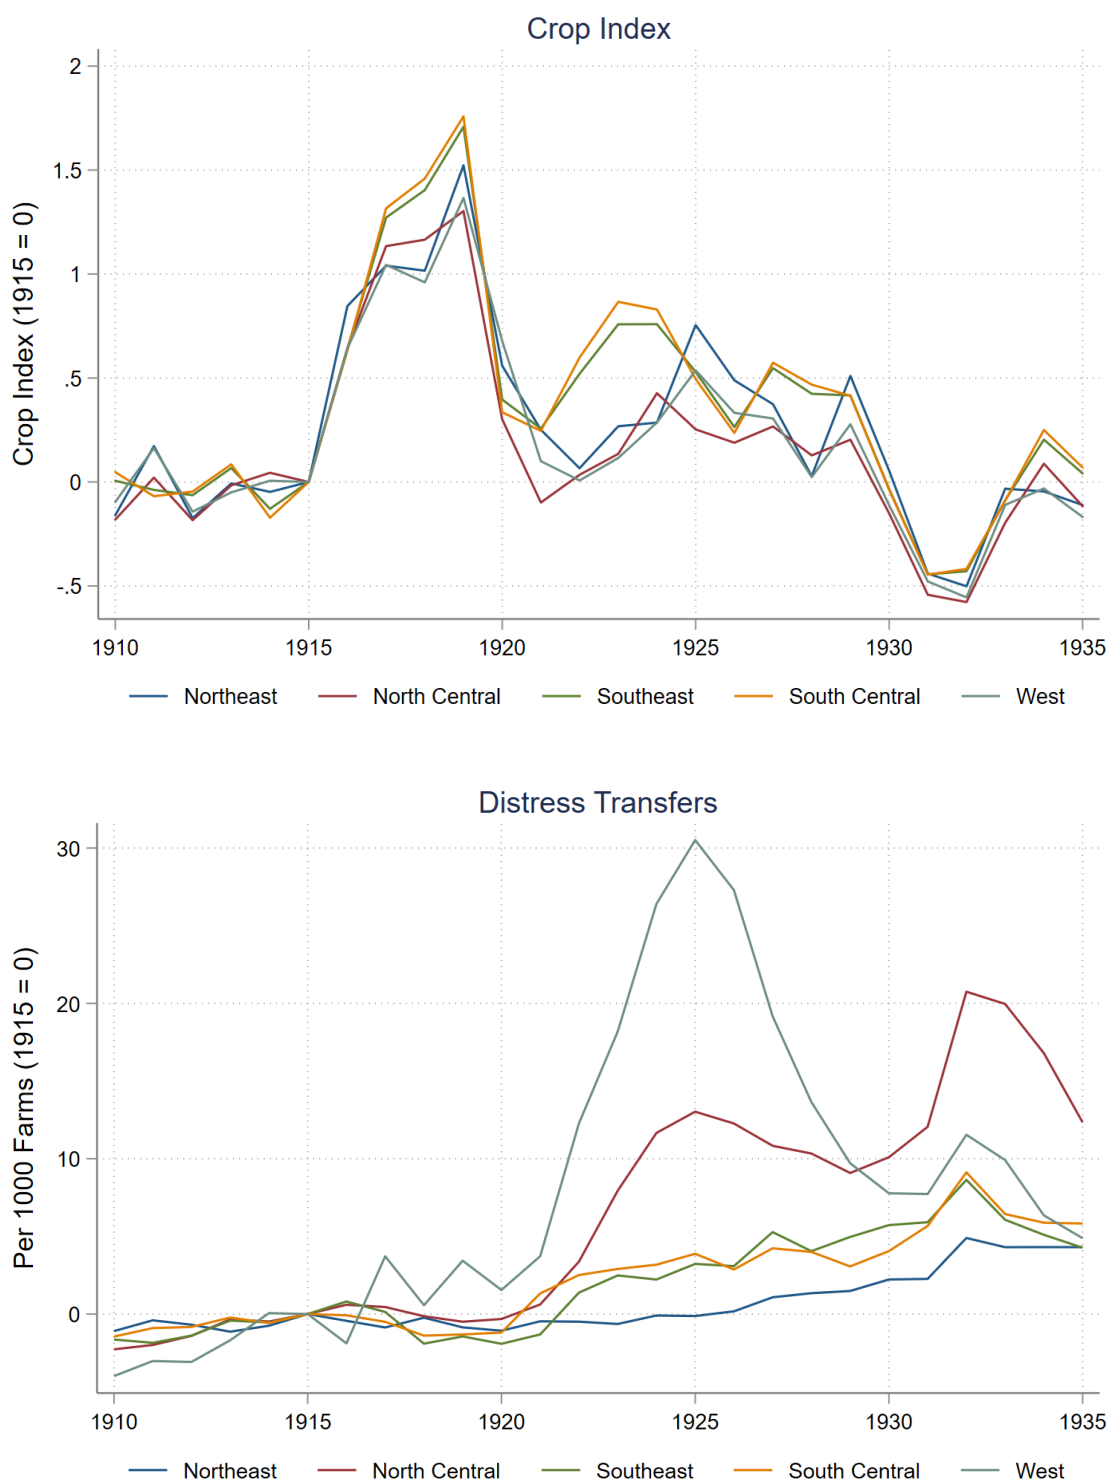 Crop Index
Crop Index (1915 = 0)
2
1.5
1
.5
0
-.5
1910 1915 1920 1925 1930 1935
Northeast North Central Southeast South Central West
Distress Transfers
Per 1000 Farms (1915 = 0)
30
20
10
0
1910 1915 1920 1925 1930 1935
Northeast North Central Southeast South Central West